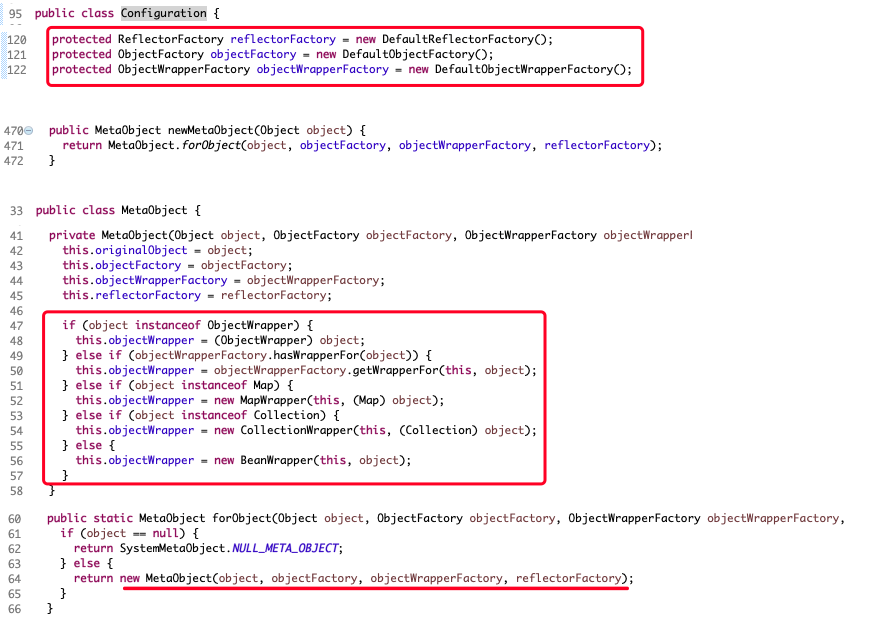 95 public class Configuration {
120 protected ReflectorFactory reflectorFactory = new DefaultReflectorFactory();
121 protected ObjectFactory objectFactory = new DefaultObjectFactory();
122 protected ObjectWrapperFactory objectWrapperFactory = new DefaultObjectWrapperFactory();
470 public MetaObject newMetaObject(Object object) {
471 return MetaObject.forObject(object, objectFactory, objectWrapperFactory, reflectorFactory);
472 }
33 public class MetaObject {
41 private MetaObject(Object object, ObjectFactory objectFactory, ObjectWrapperFactory objectWrapperF
42 this.originalObject = object;
43 this.objectFactory = objectFactory;
44 this.objectWrapperFactory = objectWrapperFactory;
45 this.reflectorFactory = reflectorFactory;
46
47 if (object instanceof ObjectWrapper) {
48 this.objectWrapper = (ObjectWrapper) object;
49 } else if (objectWrapperFactory.hasWrapperFor(object)) {
50 this.objectWrapper = objectWrapperFactory.getWrapperFor(this, object);
51 } else if (object instanceof Map) {
52 this.objectWrapper = new MapWrapper(this, (Map) object);
53 } else if (object instanceof Collection) {
54 this.objectWrapper = new CollectionWrapper(this, (Collection) object);
55 } else {
56 this.objectWrapper = new BeanWrapper(this, object);
57 }
58 }
60 public static MetaObject forObject(Object object, ObjectFactory objectFactory, ObjectWrapperFactory objectWrapperFactory,
61 if (object == null) {
62 return SystemMetaObject.NULL_META_OBJECT;
63 } else {
64 return new MetaObject(object, objectFactory, objectWrapperFactory, reflectorFactory);
65 }
66 }